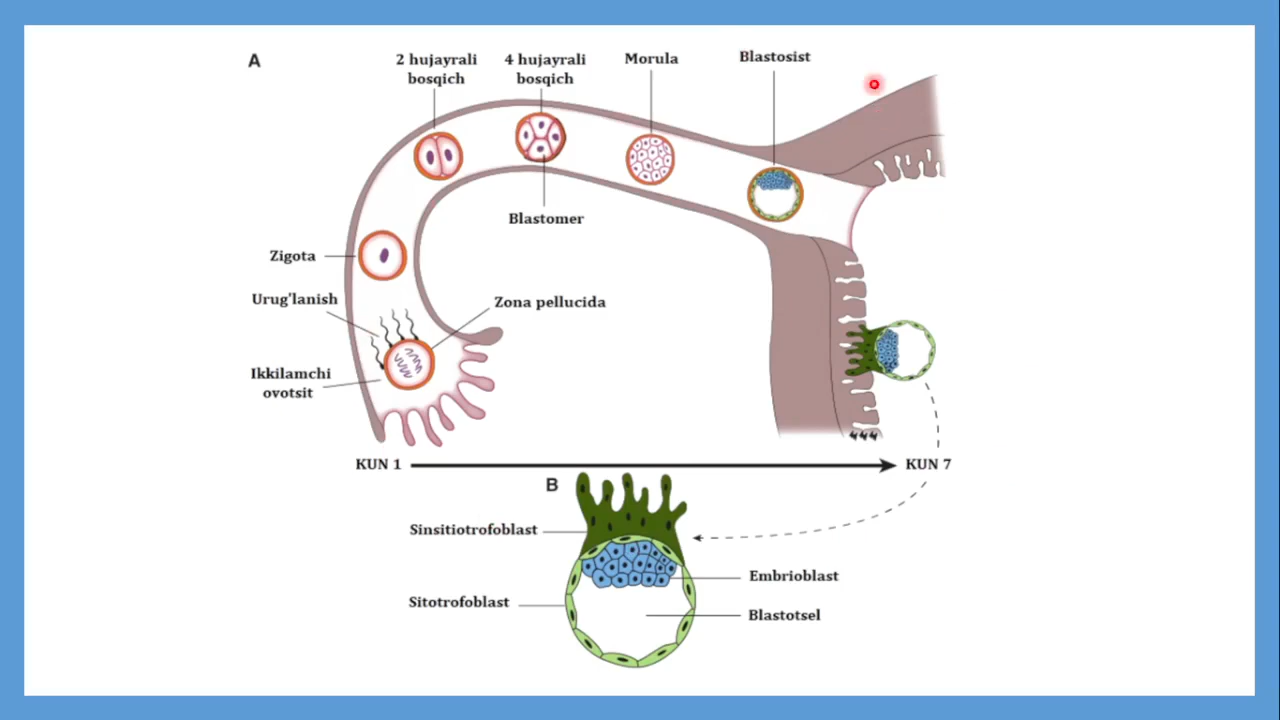 A
2 hujayrali
bosqich
4 hujayrali
bosqich
Morula
Blastosist
Blastomer
Zigota
Urug'lanish
Zona pellucida
Ikkilamchi
ovotsit
KUN 1
KUN 7
B
Sinsitiotrofoblast
Embrioblast
Sitotrofoblast
Blastotsel